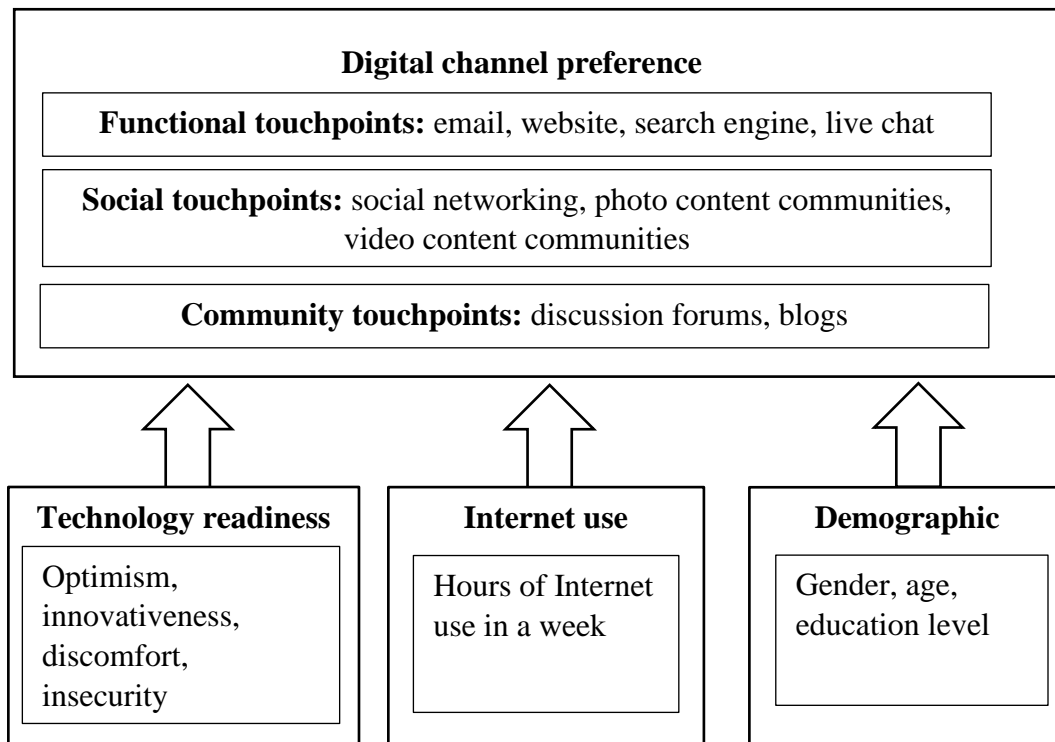 Digital channel preference
Functional touchpoints: email, website, search engine, live chat
Social touchpoints: social networking, photo content communities,
video content communities
Community touchpoints: discussion forums, blogs
Technology readiness
Optimism,
innovativeness,
discomfort,
insecurity
Internet use
Hours of Internet
use in a week
Demographic
Gender, age,
education level